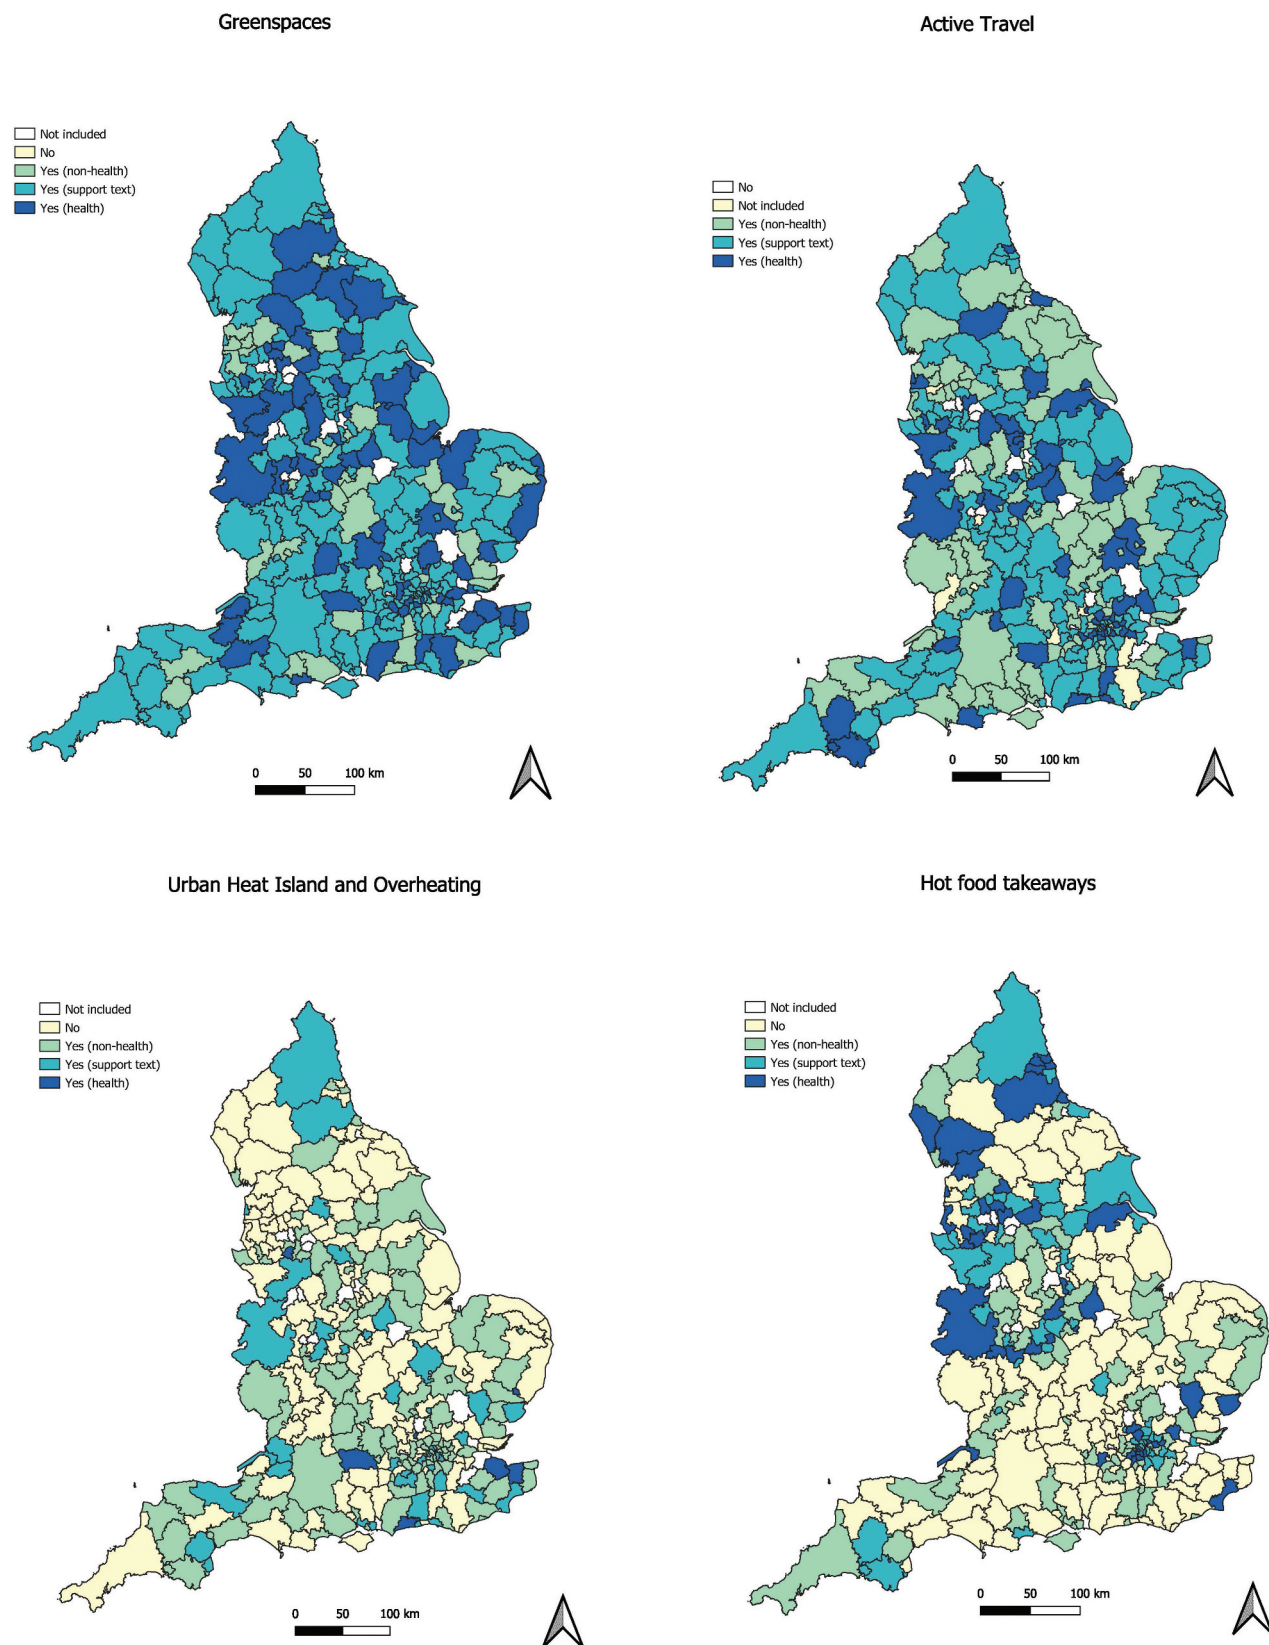 Greenspaces
Not included
No
Yes (non-health)
Yes (support text)
Yes (health)
0 50 100 km
Active Travel
No
Not included
Yes (non-health)
Yes (support text)
Yes (health)
0 50 100 km
Urban Heat Island and Overheating
Not included
No
Yes (non-health)
Yes (support text)
Yes (health)
0 50 100 km
Hot food takeaways
Not included
No
Yes (non-health)
Yes (support text)
Yes (health)
0 50 100 km